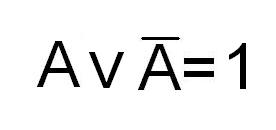 A v A̅ = 1